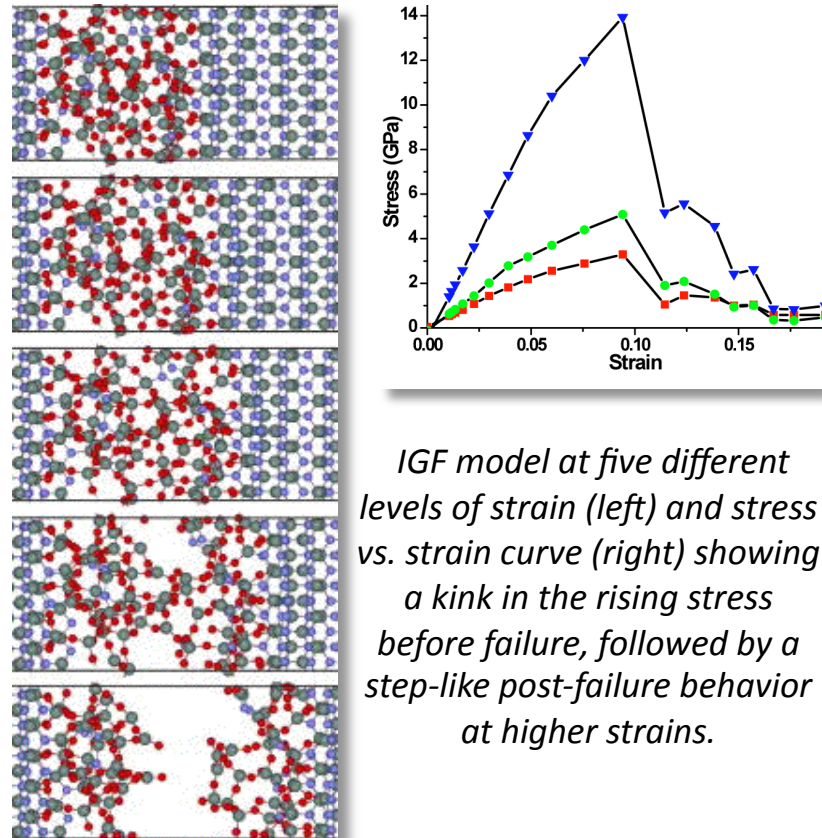 14
12
10
8
6
4
2
0
Stress (GPa)
0.00
0.05
0.10
0.15
Strain
IGF model at five different
levels of strain (left) and stress
vs. strain curve (right) showing
a kink in the rising stress
before failure, followed by a
step-like post-failure behavior
at higher strains.